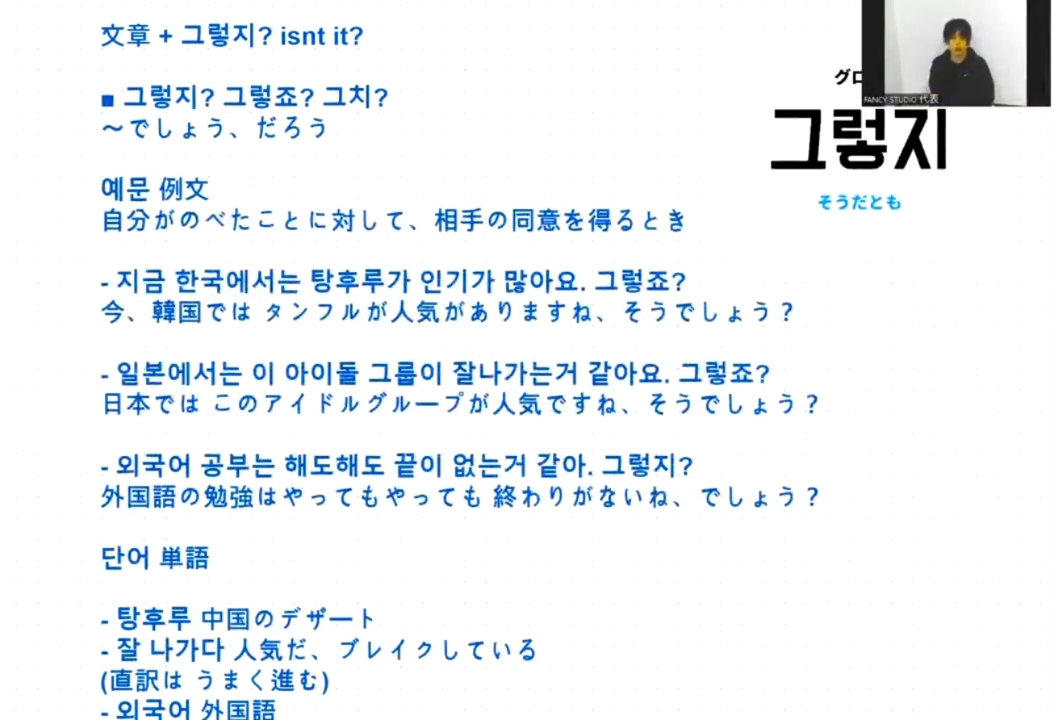 文章 + 그렇지? isnt it?
■ 그렇지? 그렇죠? 그치?
〜でしょう、だろう
예문 例文
自分がのべたことに対して、相手の同意を得るとき
- 지금 한국에서는 탕후루가 인기가 많아요. 그렇죠?
今、韓国では タンフルが人気がありますね、そうでしょう？
- 일본에서는 이 아이돌 그룹이 잘나가는거 같아요. 그렇죠?
日本では このアイドルグループが人気ですね、そうでしょう？
- 외국어 공부는 해도해도 끝이 없는거 같아. 그렇지?
外国語の勉強はやってもやっても 終わりがないね、でしょう？
단어 単語
- 탕후루 中国のデザート
- 잘 나가다 人気だ、ブレイクしている
(直訳は うまく進む)
- 외국어 外国語
グロ
그렇지
そうだとも
FANCY STUDIO 代表